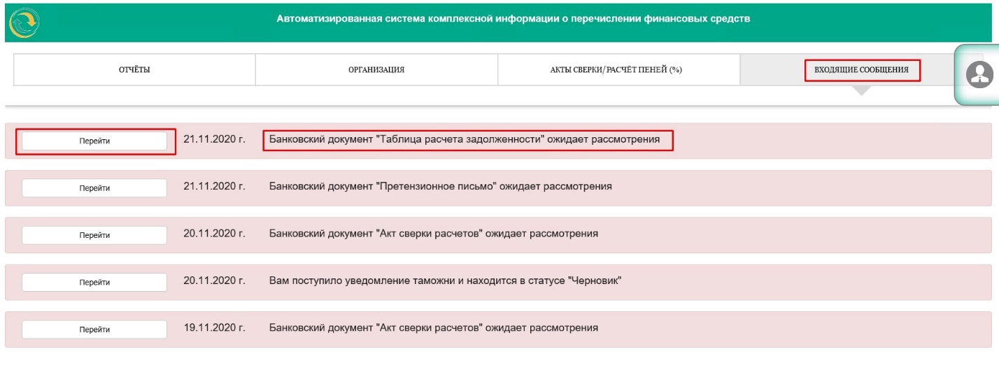 Автоматизированная система комплексной информации о перечислении финансовых средств
ОТЧЁТЫ ОРГАНИЗАЦИЯ АКТЫ СВЕРКИ/РАСЧЁТ ПЕНЕЙ (%) ВХОДЯЩИЕ СООБЩЕНИЯ
Перейти 21.11.2020 г. Банковский документ "Таблица расчета задолженности" ожидает рассмотрения
Перейти 21.11.2020 г. Банковский документ "Претензионное письмо" ожидает рассмотрения
Перейти 20.11.2020 г. Банковский документ "Акт сверки расчетов" ожидает рассмотрения
Перейти 20.11.2020 г. Вам поступило уведомление таможни и находится в статусе "Черновик"
Перейти 19.11.2020 г. Банковский документ "Акт сверки расчетов" ожидает рассмотрения